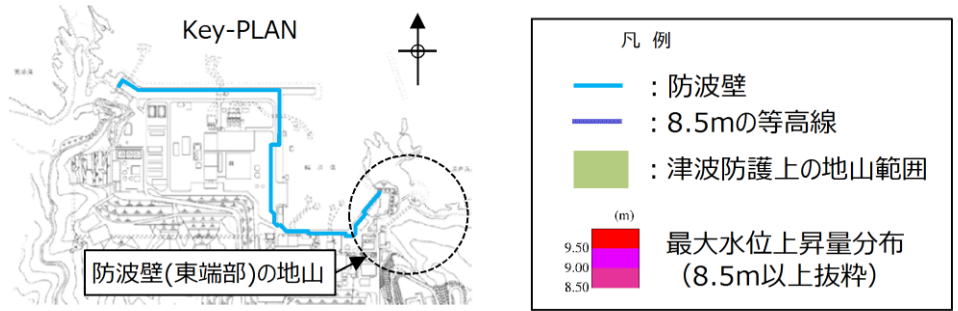 Key-PLAN
防波壁(東端部)の地山
凡 例
：防波壁
：8.5mの等高線
：津波防護上の地山範囲
(m)
9.50
9.00
8.50
最大水位上昇量分布
（8.5m以上抜粋）